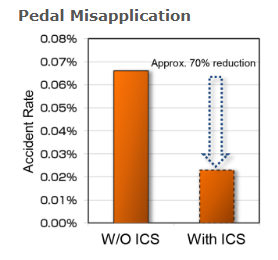 Pedal Misapplication
0.08%
0.07%
Approx. 70% reduction
0.06%
0.05%
0.04%
0.03%
0.02%
0.01%
0.00%
Accident Rate
W/O ICS With ICS